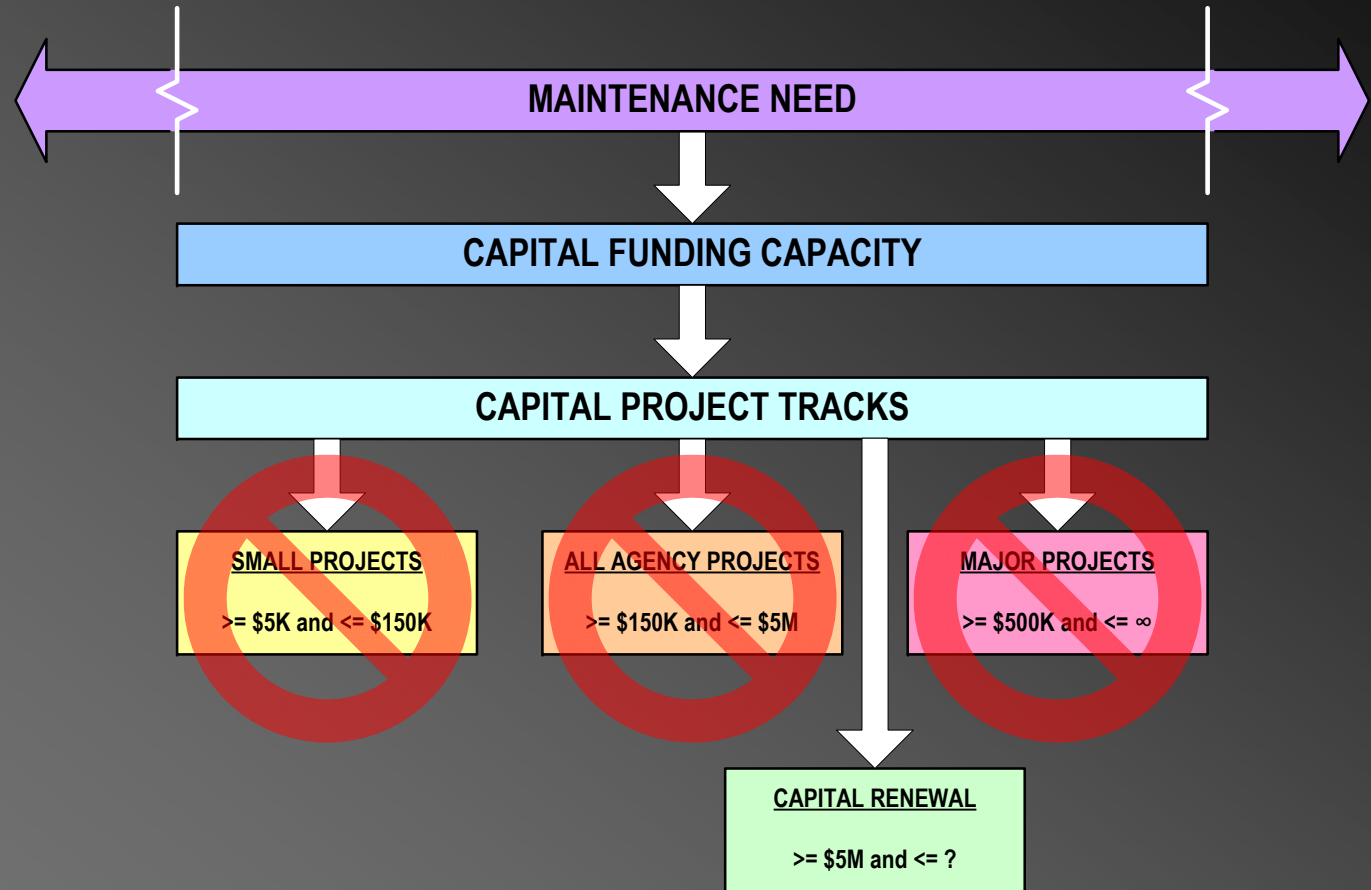 MAINTENANCE NEED
CAPITAL FUNDING CAPACITY
CAPITAL PROJECT TRACKS
SMALL PROJECTS
>= $5K and <= $150K
ALL AGENCY PROJECTS
>= $150K and <= $5M
MAJOR PROJECTS
>= $500K and <= ∞
CAPITAL RENEWAL
>= $5M and <= ?